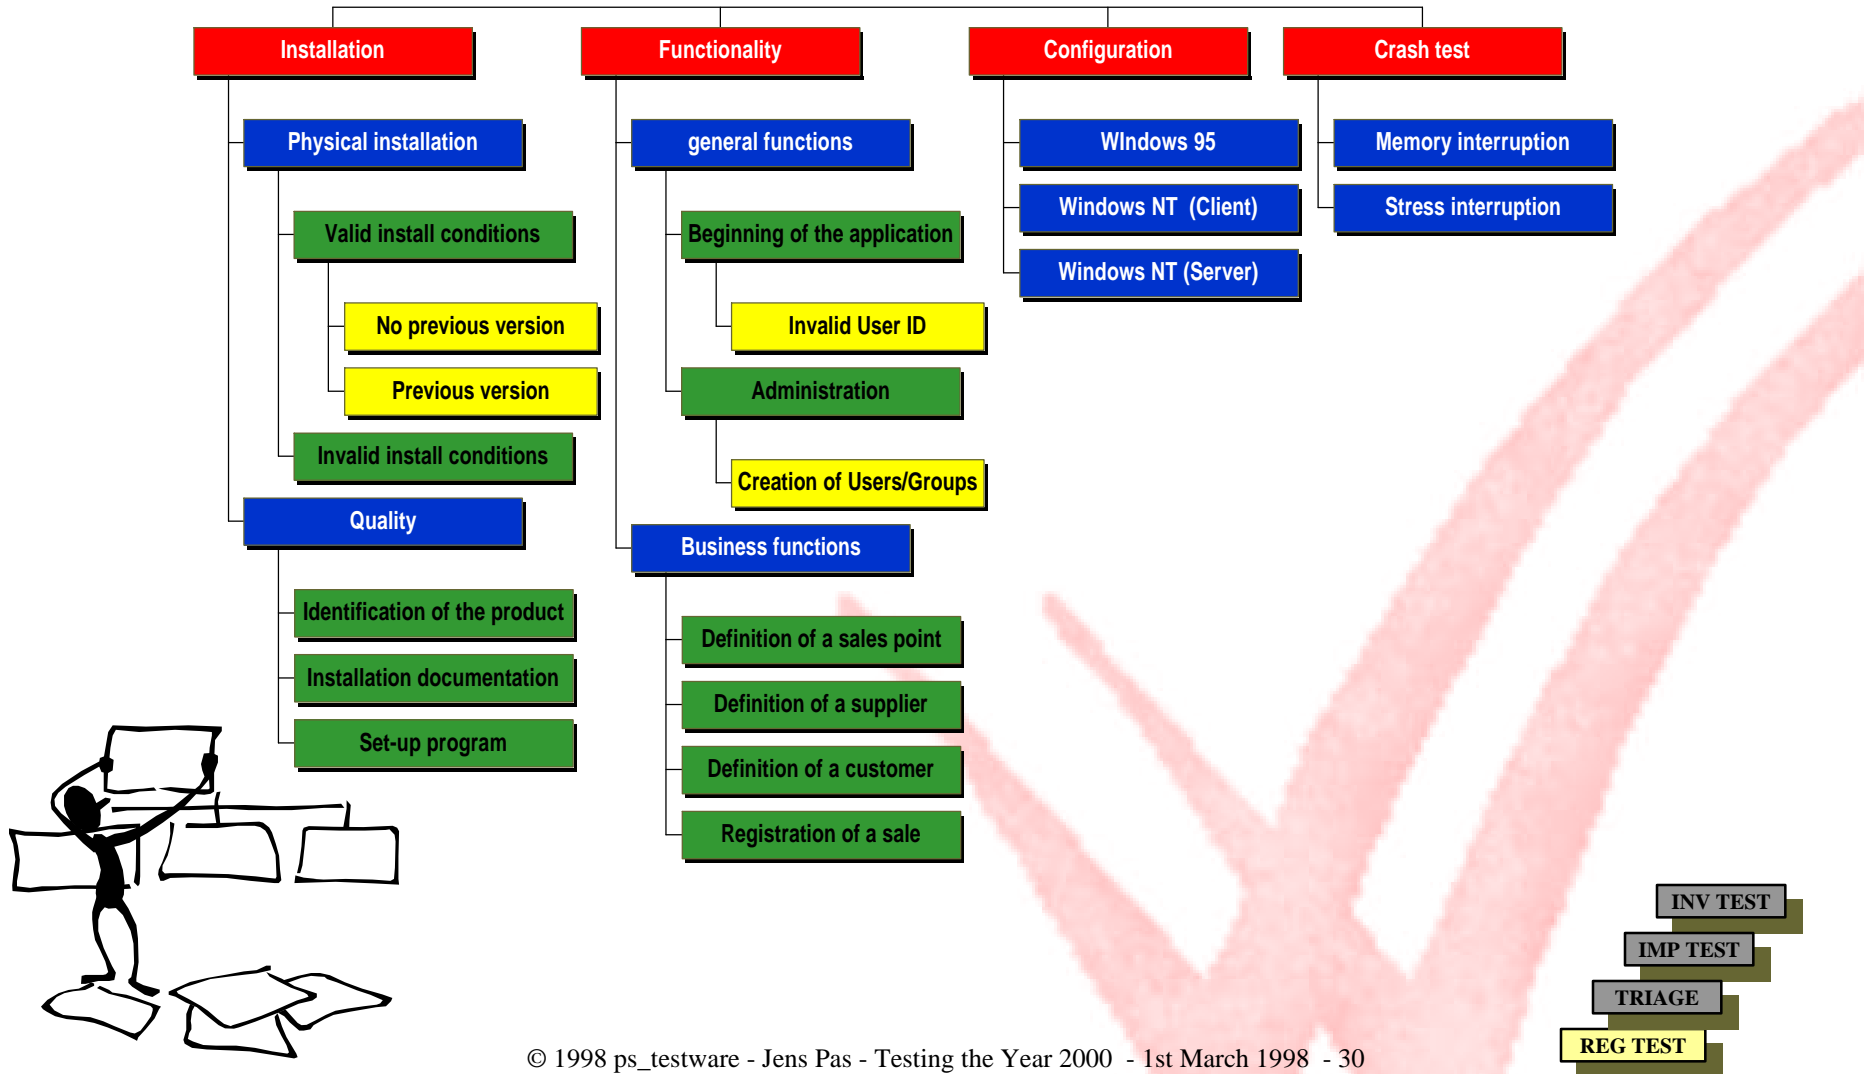 Installation
Functionality
Configuration
Crash test
Physical installation
general functions
WIndows 95
Memory interruption
Windows NT  (Client)
Stress interruption
Valid install conditions
Beginning of the application
Windows NT (Server)
No previous version
Invalid User ID
Previous version
Administration
Invalid install conditions
Creation of Users/Groups
Quality
Business functions
Identification of the product
Definition of a sales point
Installation documentation
Definition of a supplier
Set-up program
Definition of a customer
Registration of a sale
INV TEST
IMP TEST
TRIAGE
REG TEST
© 1998 ps_testware - Jens Pas - Testing the Year 2000  - 1st March 1998  - 30